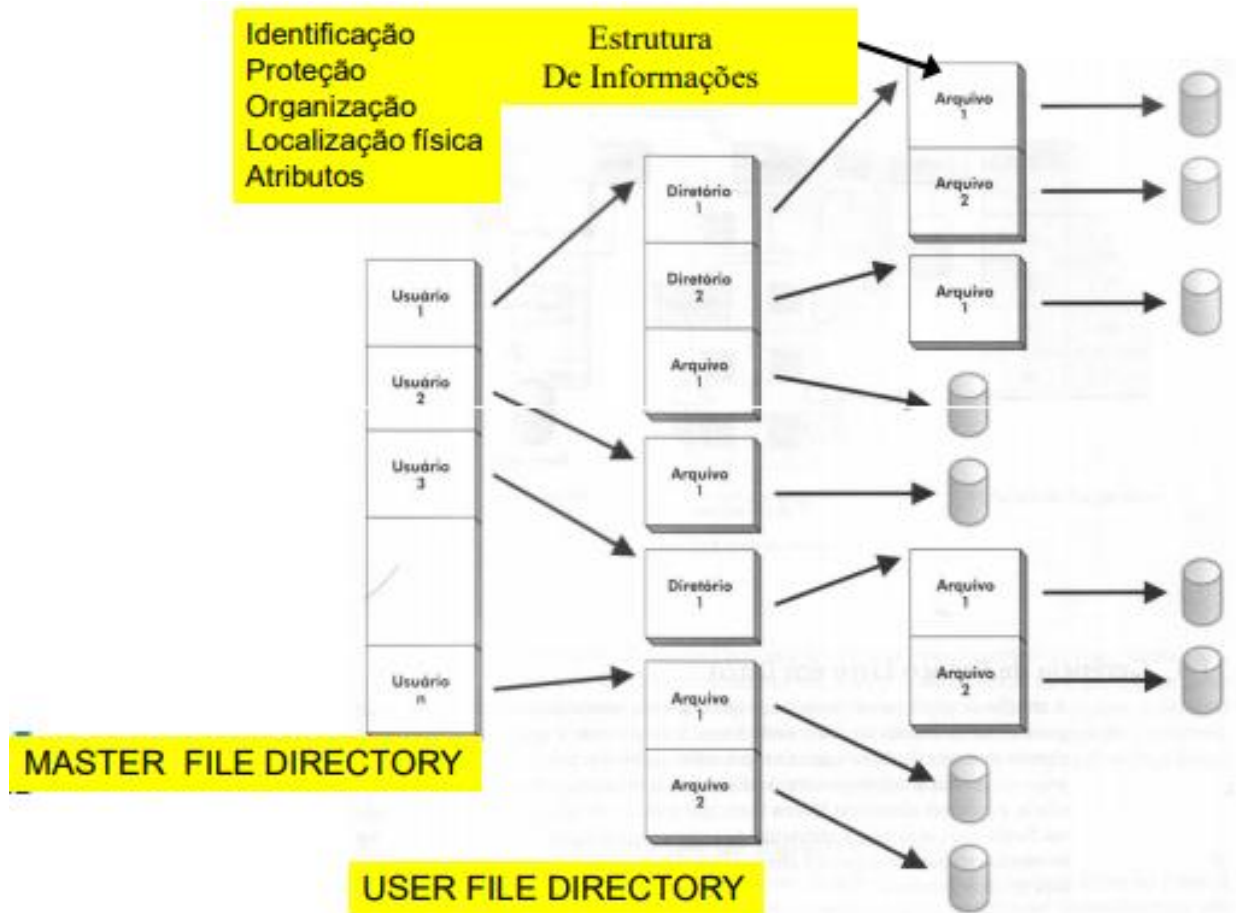 Identificação
Proteção
Organização
Localização física
Atributos
Estrutura
De Informações
Usuário
1
Usuário
2
Usuário
3
Usuário
n
MASTER FILE DIRECTORY
Diretório
1
Diretório
2
Arquivo
1
Arquivo
1
Diretório
1
Arquivo
1
Arquivo
2
USER FILE DIRECTORY
Arquivo
1
Arquivo
2
Arquivo
1
Arquivo
1
Arquivo
2